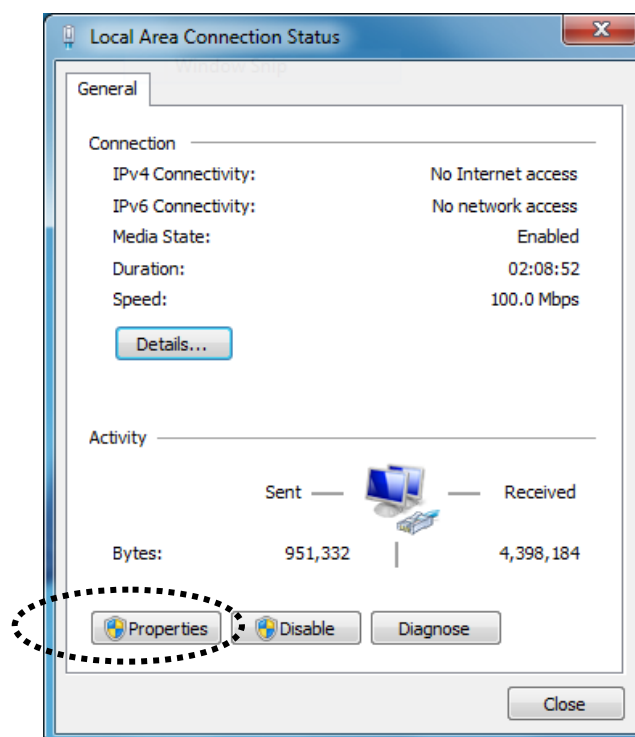 Local Area Connection Status
Window Snip
General
Connection
IPv4 Connectivity: No Internet access
IPv6 Connectivity: No network access
Media State: Enabled
Duration: 02:08:52
Speed: 100.0 Mbps
Details...
Activity
Sent Received
Bytes: 951,332 4,398,184
Properties Disable Diagnose
Close